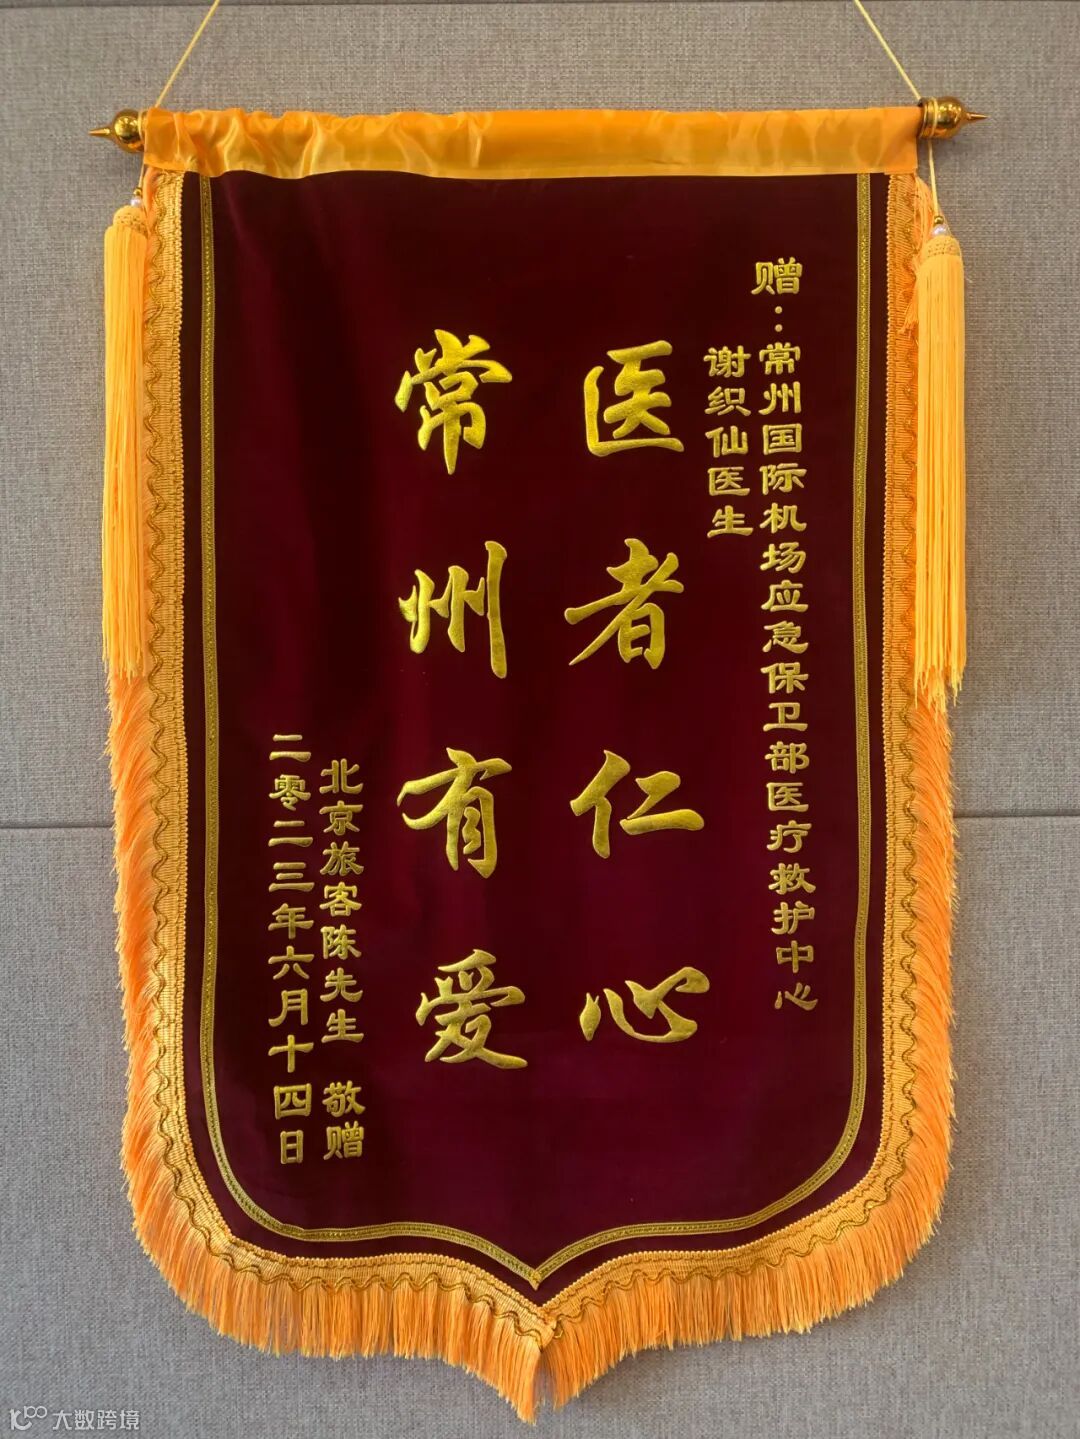 赠：常州国际机场应急保卫部医疗救护中心
谢织仙医生
医者仁心
常州有爱
北京旅客陈先生 敬赠
二零二三年六月十四日
大数跨境